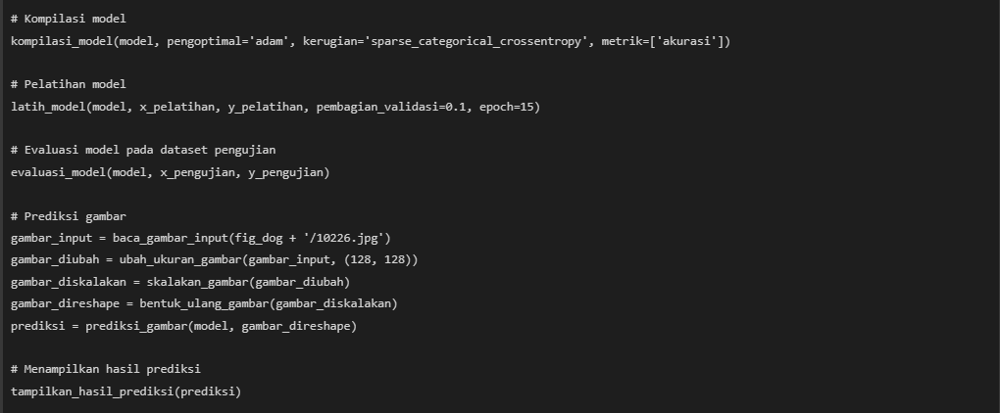 # Kompilasi model
kompilasi_model(model, pengoptimal='adam', kerugian='sparse_categorical_crossentropy', metrik=['akurasi'])
# Pelatihan model
latih_model(model, x_pelatihan, y_pelatihan, pembagian_validasi=0.1, epoch=15)
# Evaluasi model pada dataset pengujian
evaluasi_model(model, x_pengujian, y_pengujian)
# Prediksi gambar
gambar_input = baca_gambar_input(fig_dog + '/10226.jpg')
gambar_diubah = ubah_ukuran_gambar(gambar_input, (128, 128))
gambar_diskalakan = skalakan_gambar(gambar_diubah)
gambar_direshape = bentuk_ulang_gambar(gambar_diskalakan)
prediksi = prediksi_gambar(model, gambar_direshape)
# Menampilkan hasil prediksi
tampilkan_hasil_prediksi(prediksi)